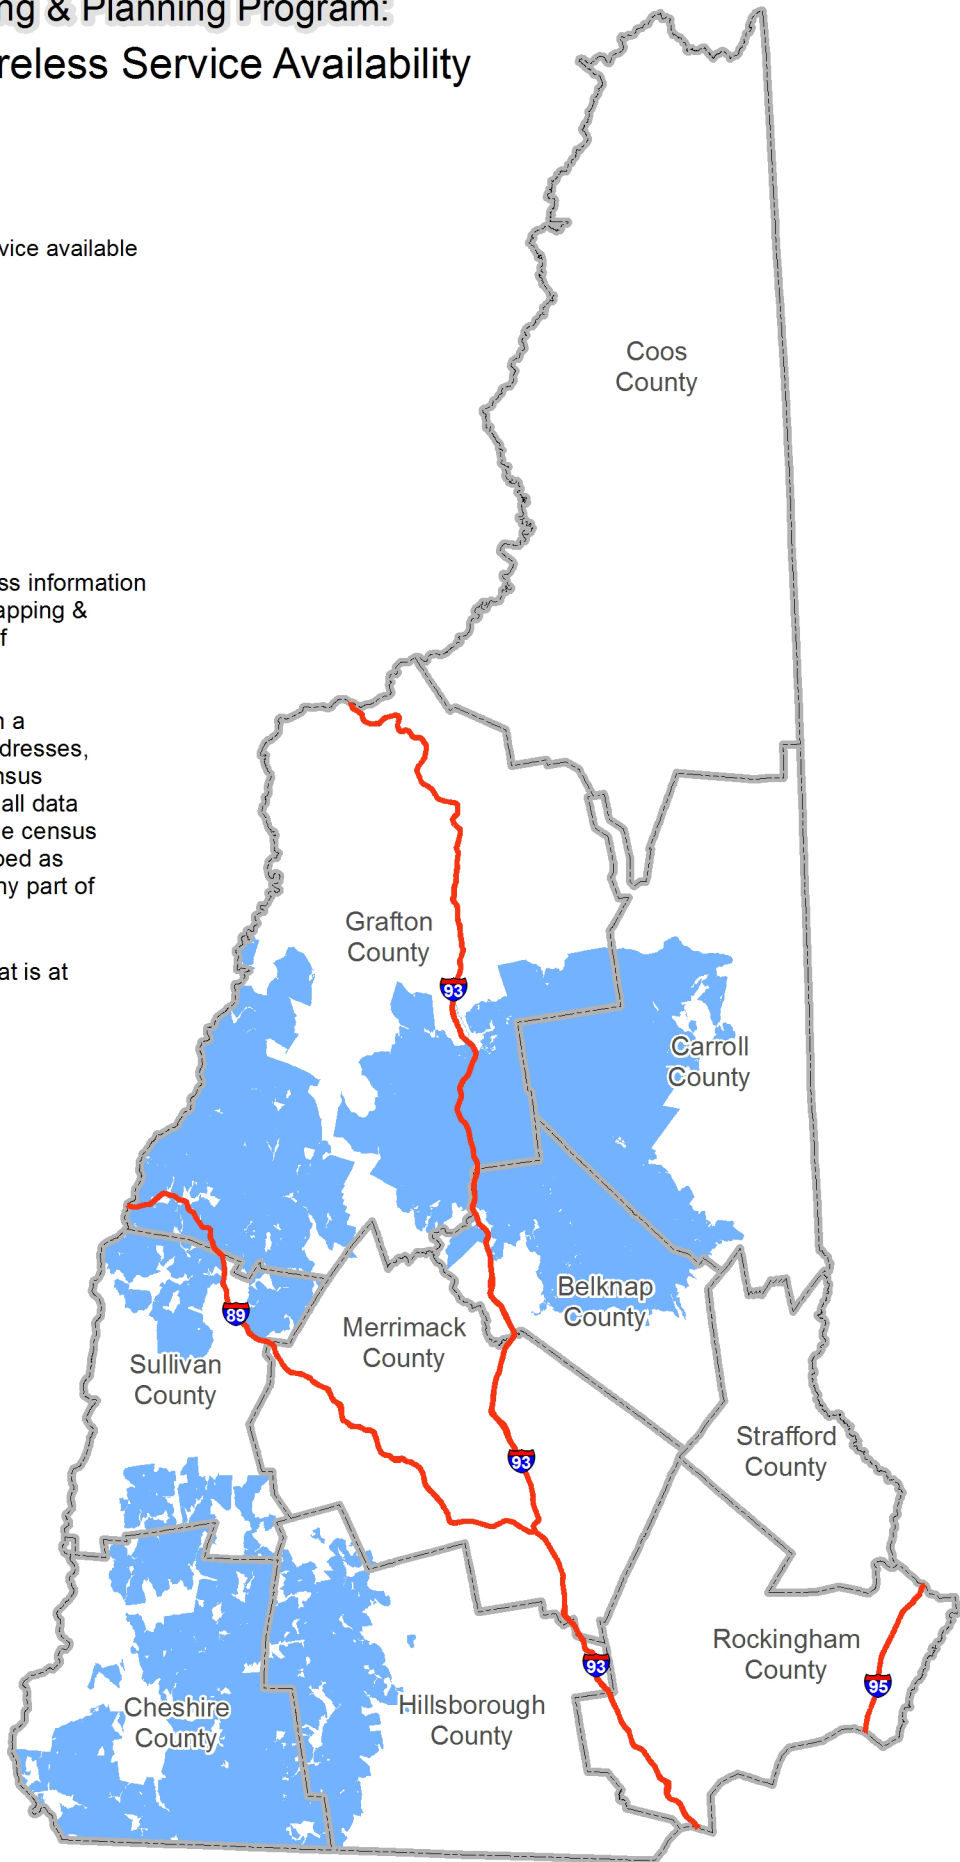 ng & Planning Program:
reless Service Availability
vice available
Coos
County
ss information
apping &
f
n a
dresses,
nsus
all data
e census
bed as
ny part of
at is at
Grafton
County
93
Carroll
County
89
Belknap
County
Merrimack
County
Sullivan
County
Strafford
County
93
Rockingham
County
93
95
Cheshire
County
Hillsborough
County